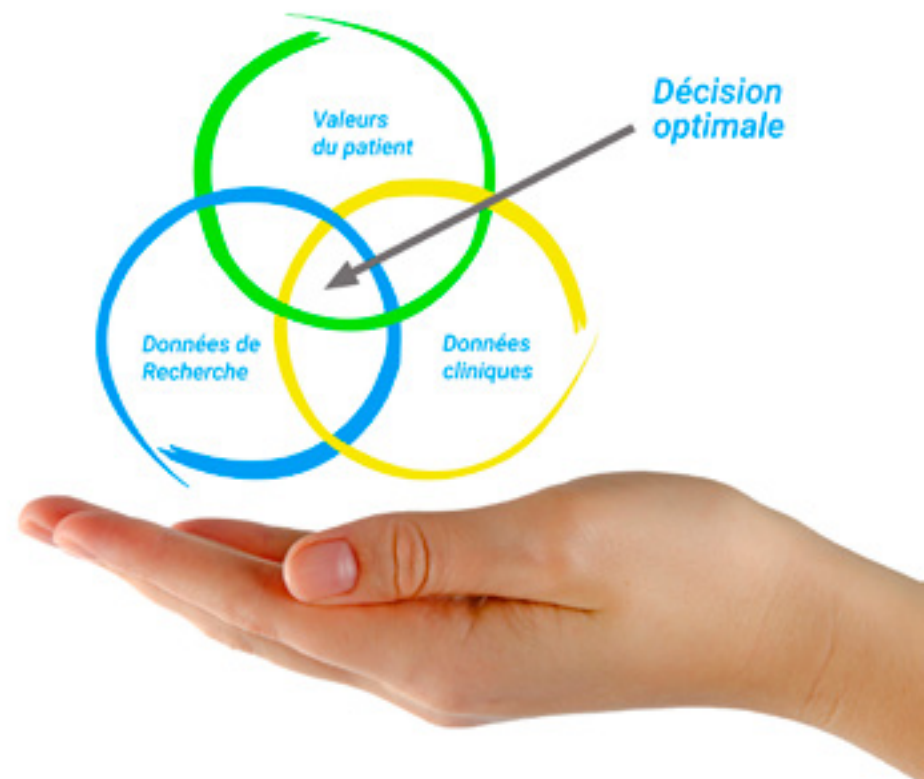 Valeurs
du patient
Décision
optimale
Données de
Recherche
Données
cliniques